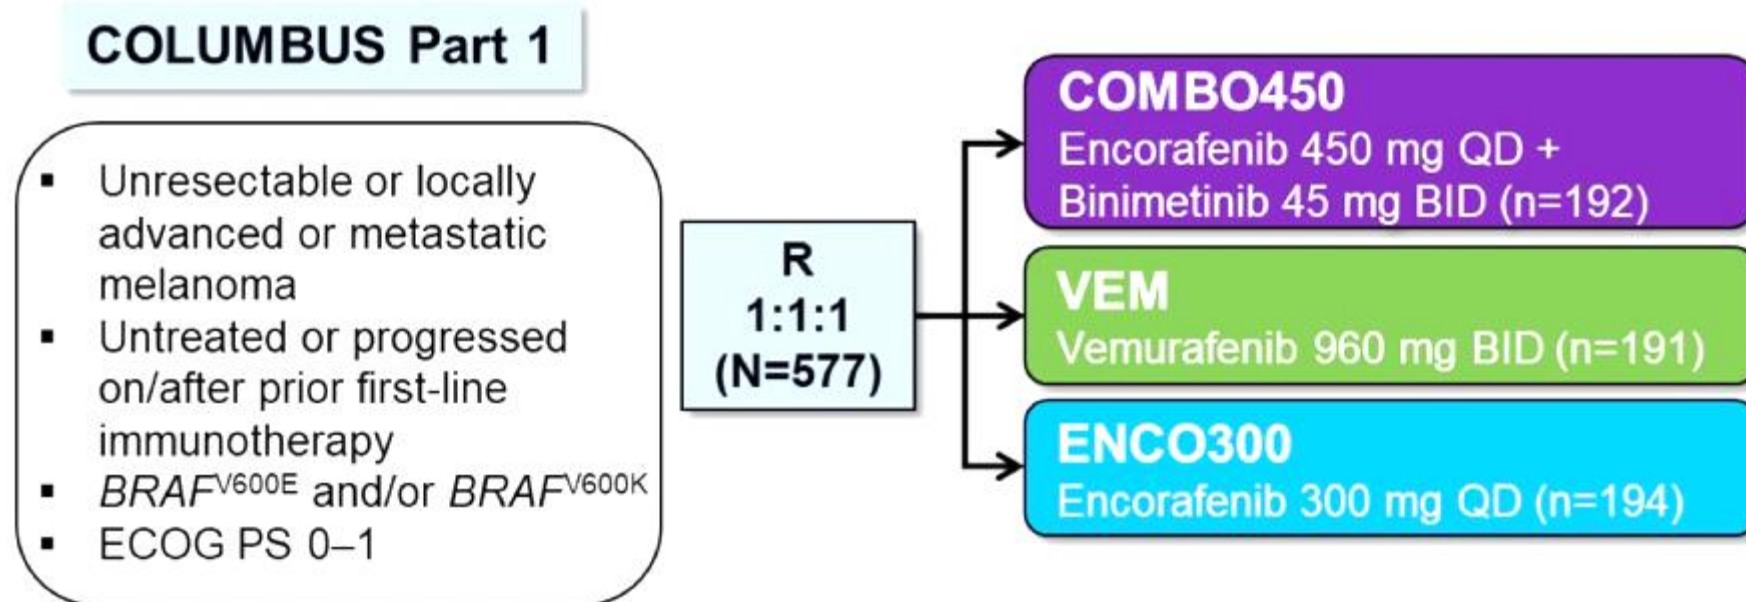 COLUMBUS Part 1
▪ Unresectable or locally
advanced or metastatic
melanoma
▪ Untreated or progressed
on/after prior first-line
immunotherapy
▪ BRAFV600E and/or BRAFV600K
▪ ECOG PS 0–1
R
1:1:1
(N=577)
COMBO450
Encorafenib 450 mg QD +
Binimetinib 45 mg BID (n=192)
VEM
Vemurafenib 960 mg BID (n=191)
ENCO300
Encorafenib 300 mg QD (n=194)